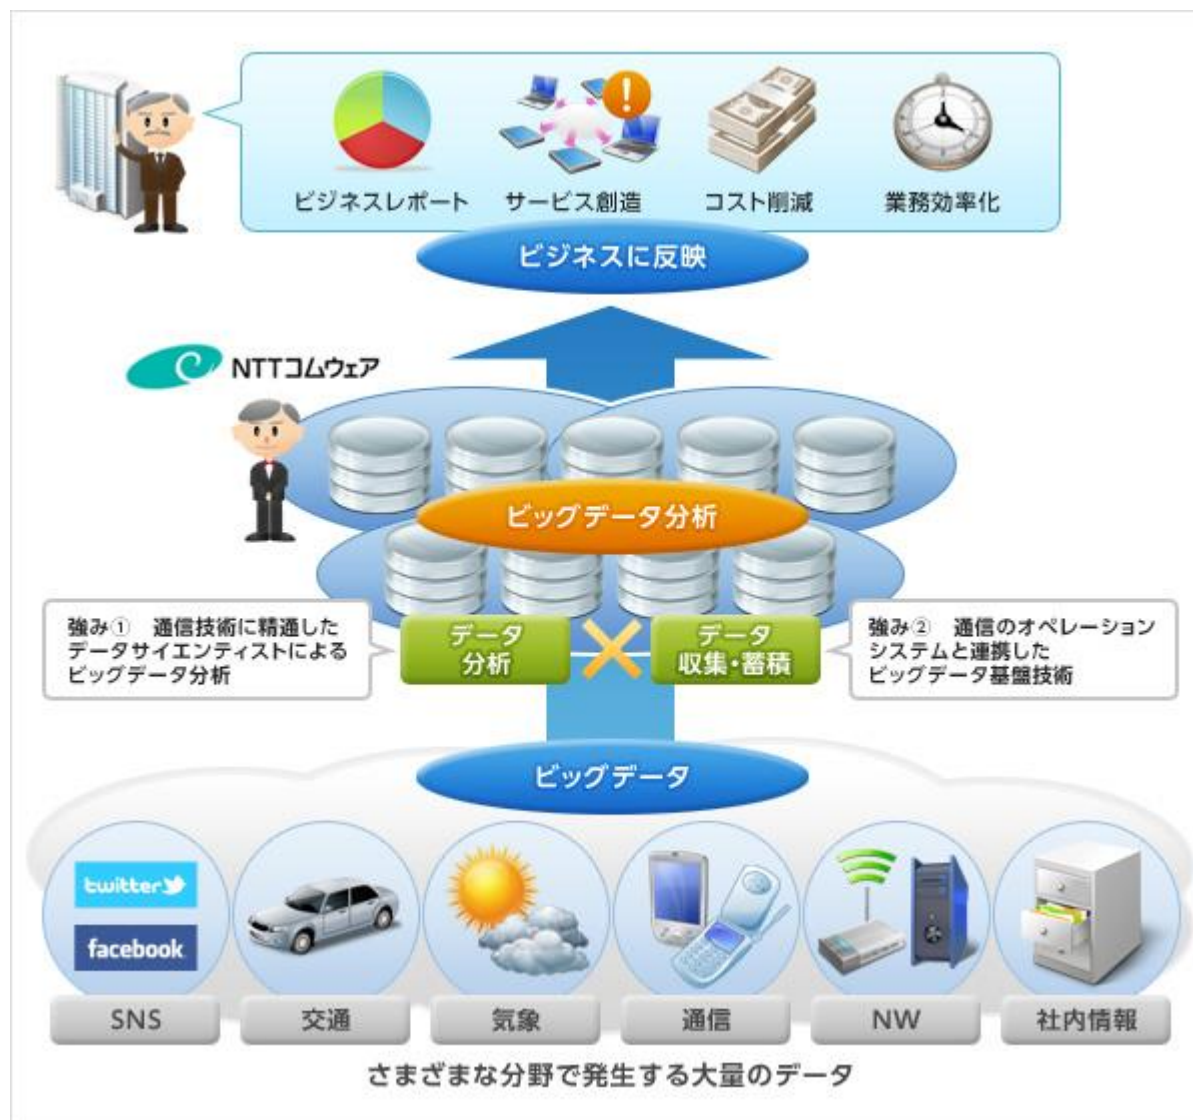 ビジネスレポート
サービス創造
コスト削減
業務効率化
ビジネスに反映
NTTコムウェア
ビッグデータ分析
強み① 通信技術に精通した
データサイエンティストによる
ビッグデータ分析
データ
分析
データ
収集・蓄積
強み② 通信のオペレーション
システムと連携した
ビッグデータ基盤技術
ビッグデータ
twitter
facebook
SNS
交通
気象
通信
NW
社内情報
さまざまな分野で発生する大量のデータ